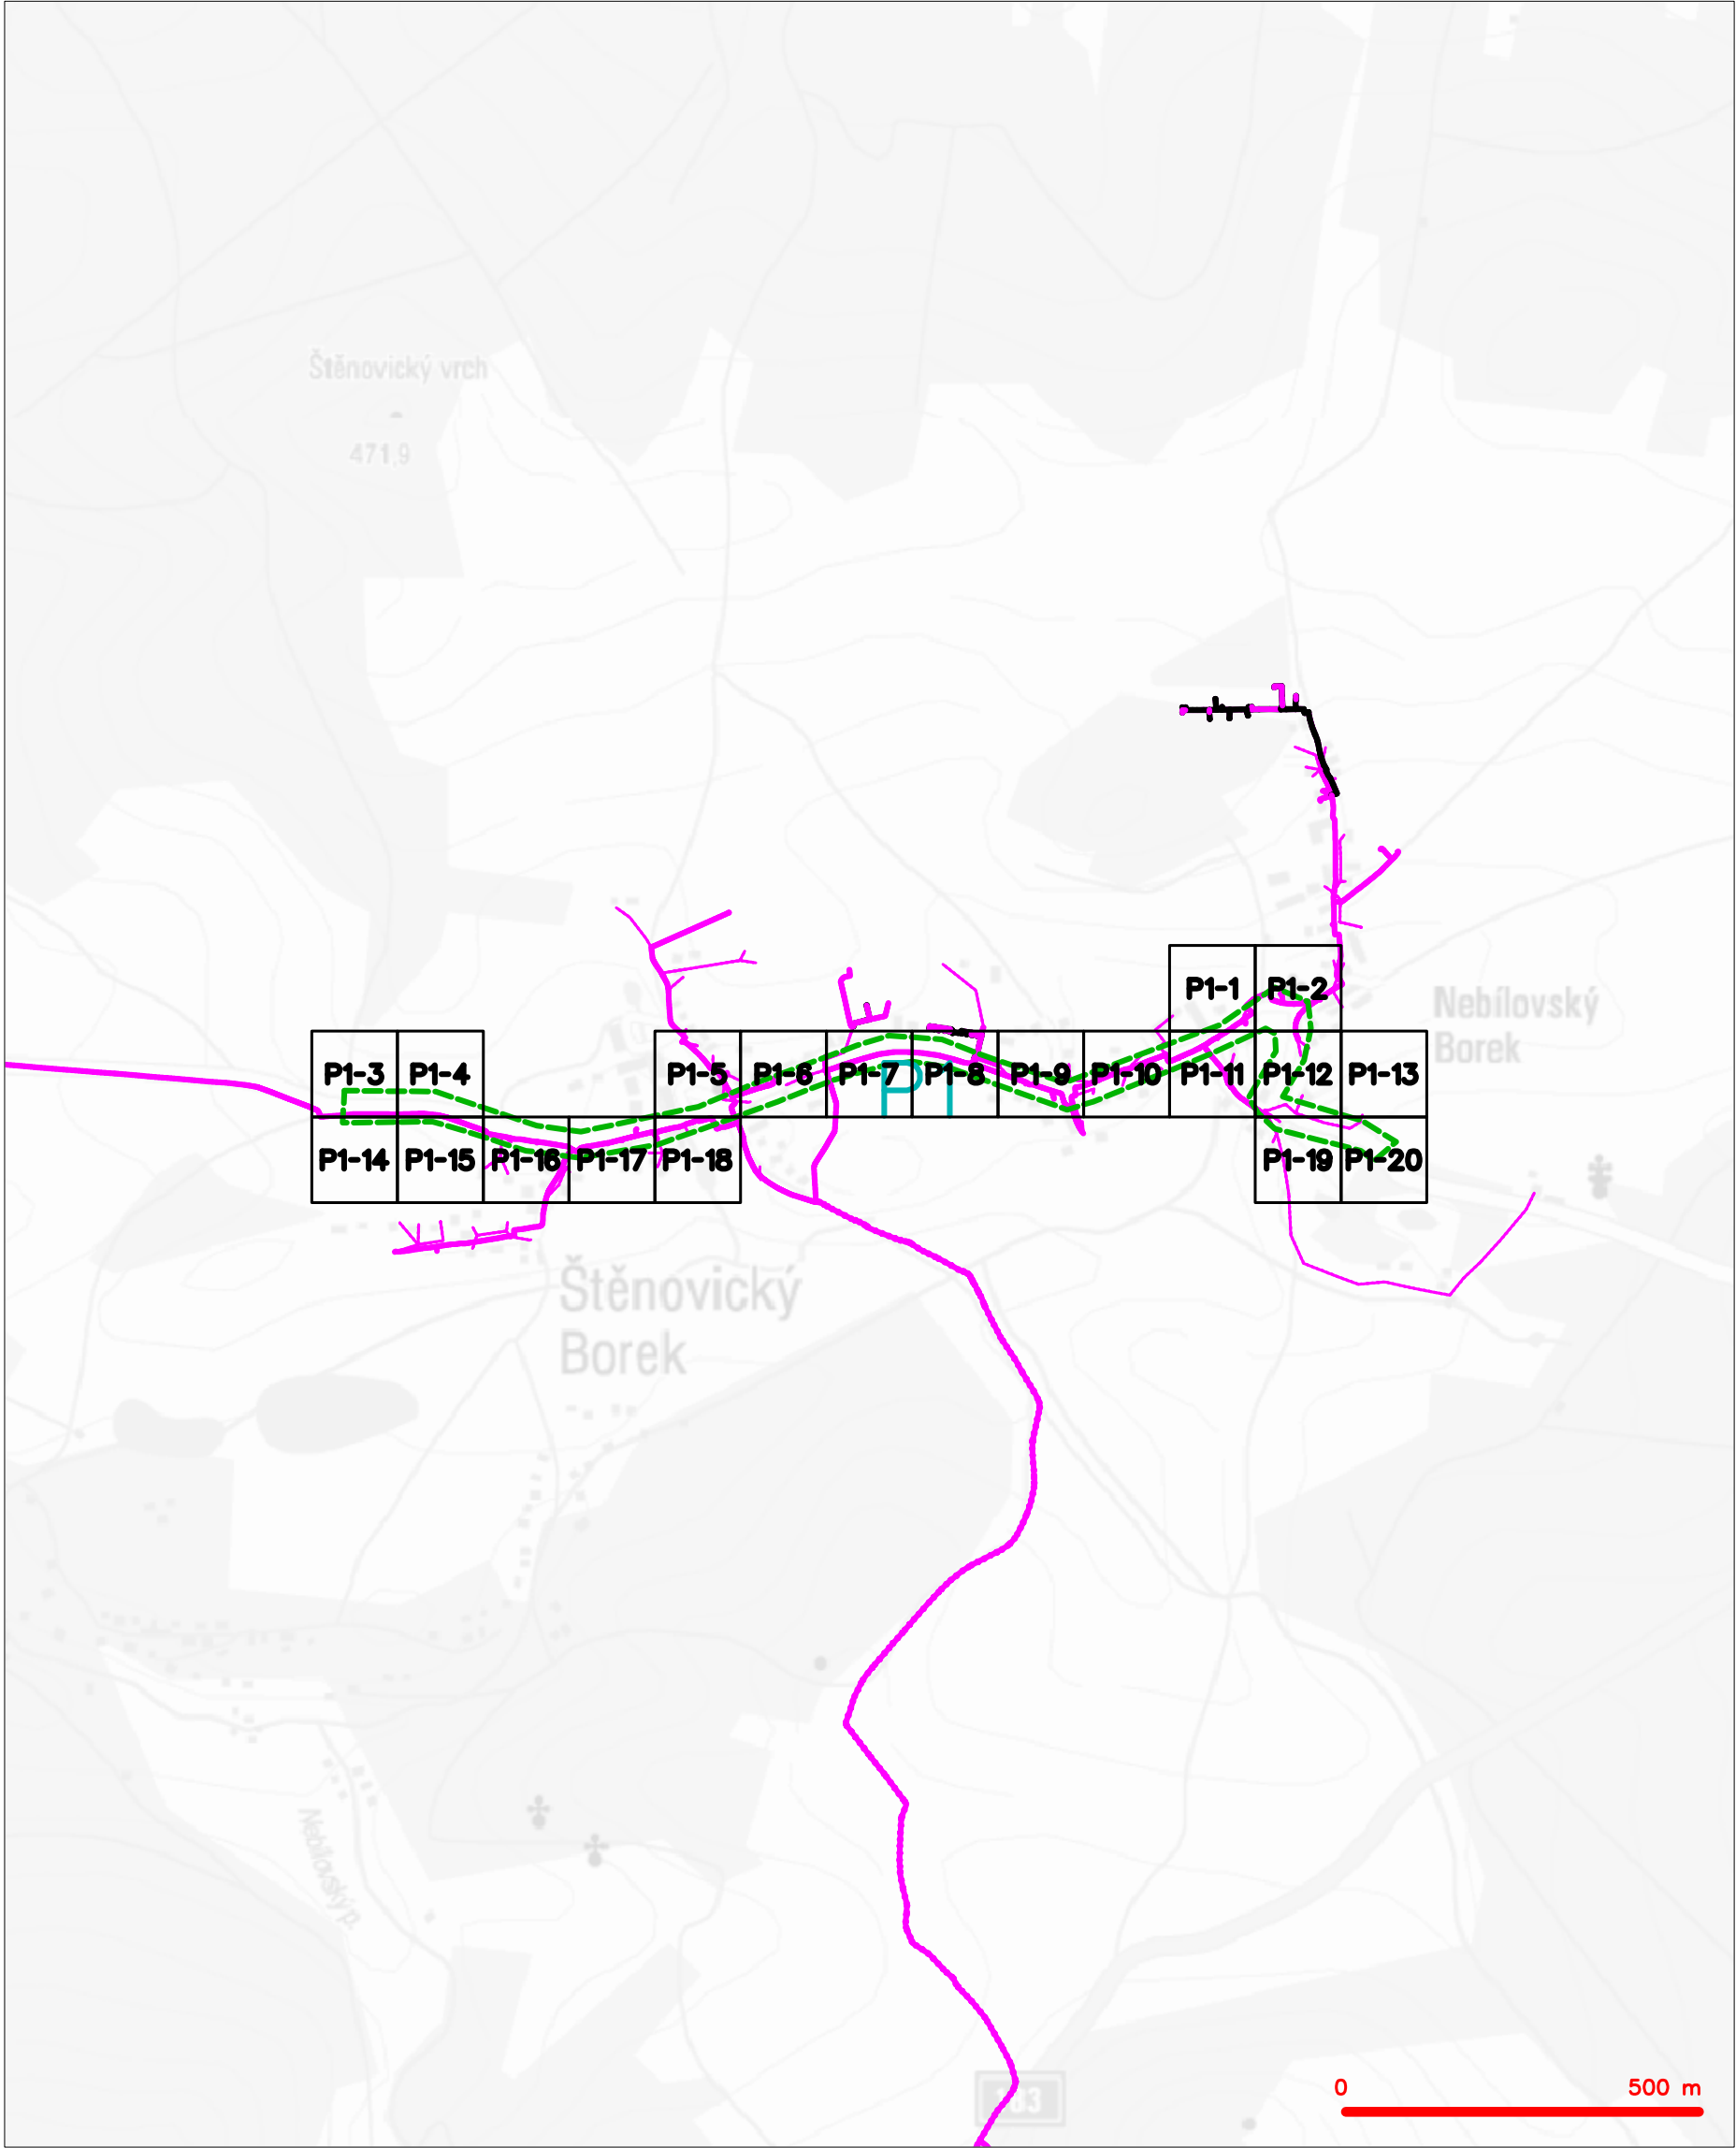 Štěnovický vrch
471,9
P1-1
P1-2
Nebílovský
Borek
P1-3
P1-4
P1-5
P1-6
P1-7
P1-8
P1-9
P1-10
P1-11
P1-12
P1-13
P1
P1-14
P1-15
P1-16
P1-17
P1-18
P1-19
P1-20
Štěnovický
Borek
Nebílovský p.
183
0
500 m